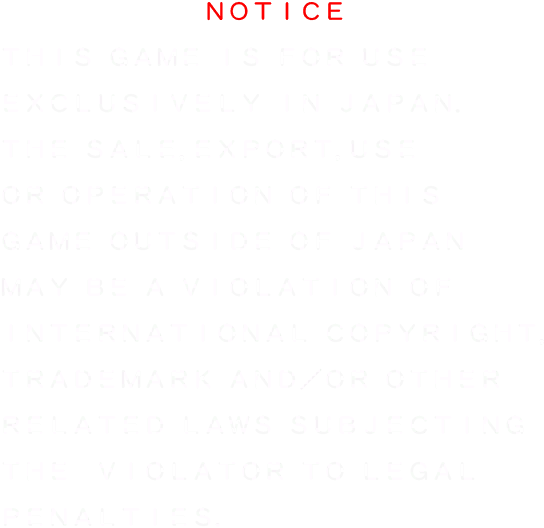 NOTICE
THIS GAME IS FOR USE
EXCLUSIVELY IN JAPAN.
THE SALE,EXPORT,USE
OR OPERATION OF THIS
GAME OUTSIDE OF JAPAN
MAY BE A VIOLATION OF
INTERNATIONAL COPYRIGHT,
TRADEMARK AND/OR OTHER
RELATED LAWS SUBJECTING
THE VIOLATOR TO LEGAL
PENALTIES.